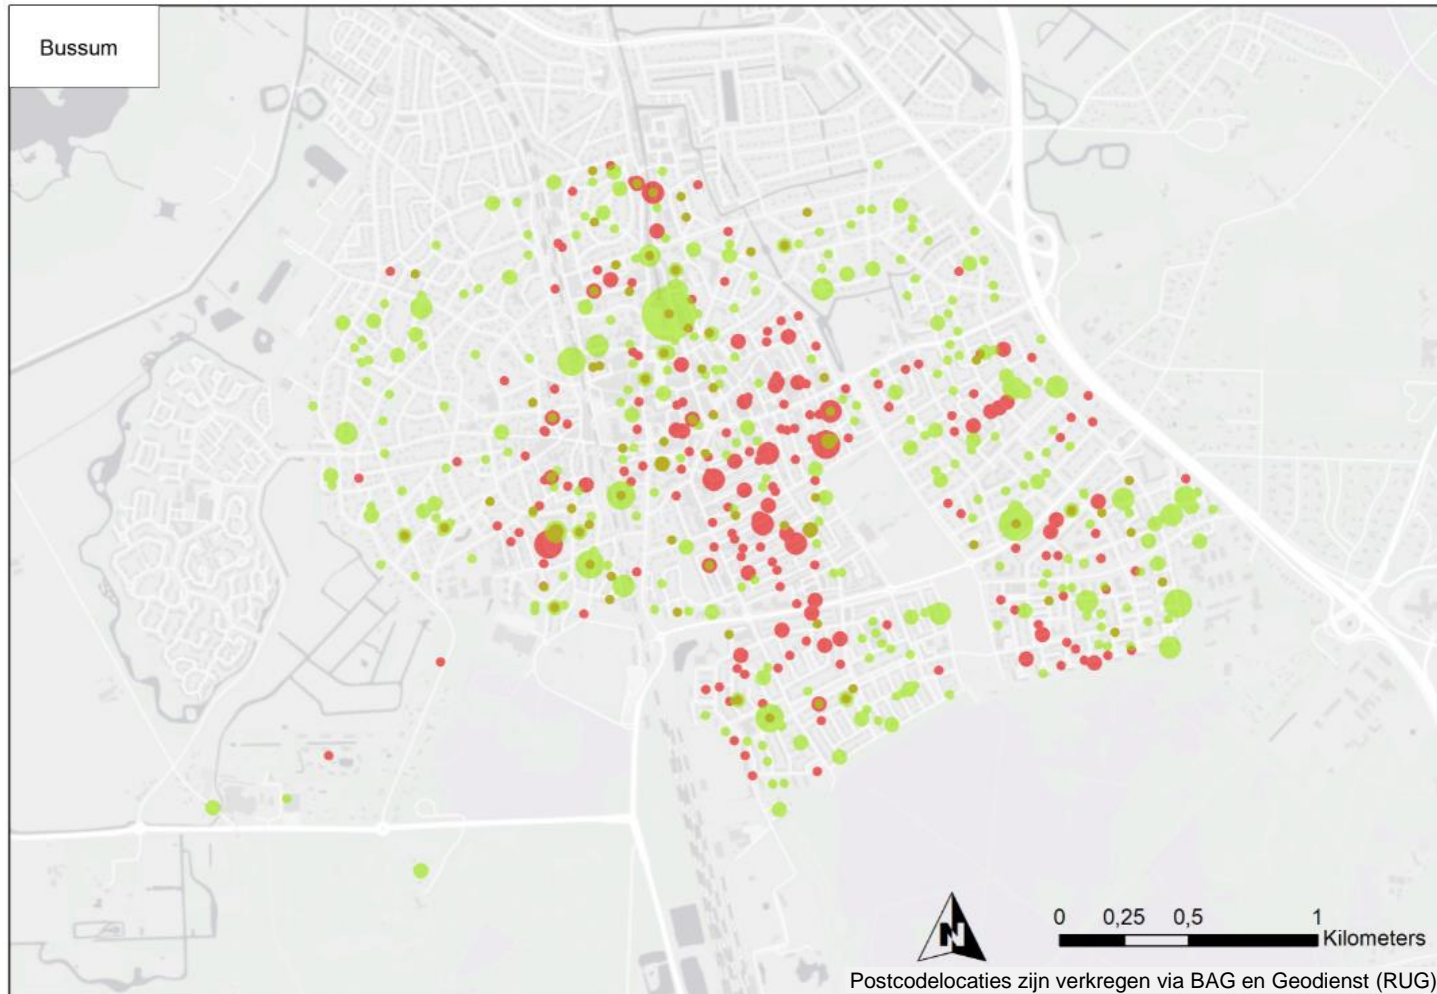 Bussum
N
0 0,25 0,5 1
Kilometers
Postcodelocaties zijn verkregen via BAG en Geodienst (RUG)